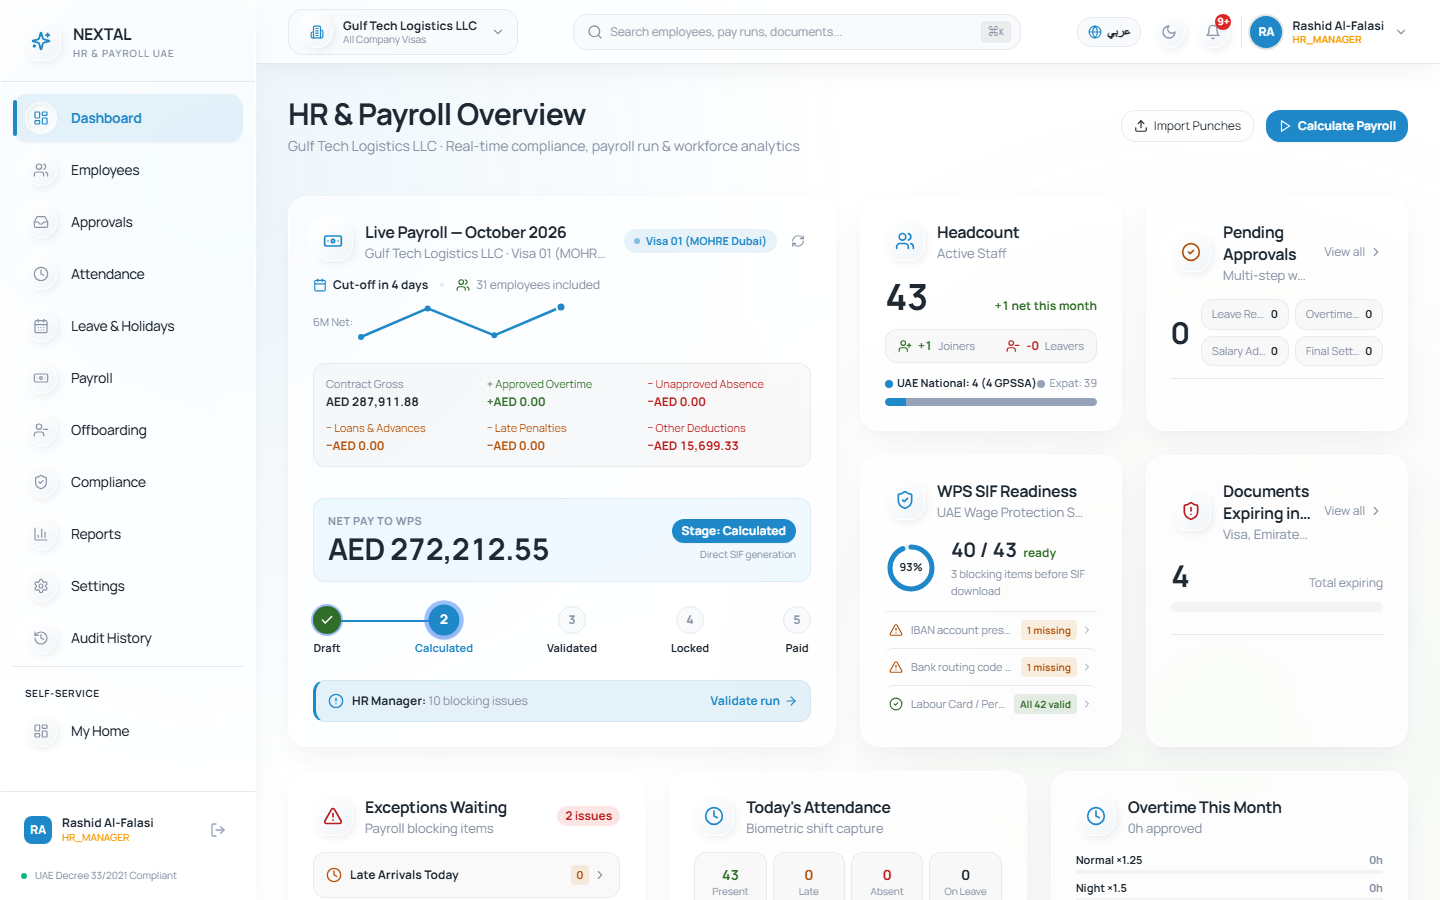 NEXTAL
HR & PAYROLL UAE
Dashboard
Employees
Approvals
Attendance
Leave & Holidays
Payroll
Offboarding
Compliance
Reports
Settings
Audit History
SELF-SERVICE
My Home
RA
Rashid Al-Falasi
HR_MANAGER
UAE Decree 33/2021 Compliant
Gulf Tech Logistics LLC
All Company Visas
Search employees, pay runs, documents...
⌘K
عربي
9+
RA
Rashid Al-Falasi
HR_MANAGER
HR & Payroll Overview
Gulf Tech Logistics LLC · Real-time compliance, payroll run & workforce analytics
Import Punches
Calculate Payroll
Live Payroll — October 2026
Gulf Tech Logistics LLC · Visa 01 (MOHR...
Visa 01 (MOHRE Dubai)
Cut-off in 4 days
31 employees included
6M Net:
Contract Gross
AED 287,911.88
+ Approved Overtime
+AED 0.00
− Unapproved Absence
−AED 0.00
− Loans & Advances
−AED 0.00
− Late Penalties
−AED 0.00
− Other Deductions
−AED 15,699.33
NET PAY TO WPS
AED 272,212.55
Stage: Calculated
Direct SIF generation
2
3
4
5
Draft
Calculated
Validated
Locked
Paid
HR Manager: 10 blocking issues
Validate run →
Headcount
Active Staff
43
+1 net this month
+1 Joiners
-0 Leavers
UAE National: 4 (4 GPSSA)
Expat: 39
Pending
Approvals
Multi-step w...
View all
0
Leave Re... 0
Overtime... 0
Salary Ad... 0
Final Sett... 0
WPS SIF Readiness
UAE Wage Protection S...
93%
40 / 43 ready
3 blocking items before SIF
download
IBAN account pres... 1 missing
Bank routing code ... 1 missing
Labour Card / Per... All 42 valid
Documents
Expiring in...
Visa, Emirate...
View all
4
Total expiring
Exceptions Waiting
Payroll blocking items
2 issues
Late Arrivals Today
0
Today's Attendance
Biometric shift capture
43
Present
0
Late
0
Absent
0
On Leave
Overtime This Month
0h approved
Normal ×1.25
0h
Night ×1.5
0h